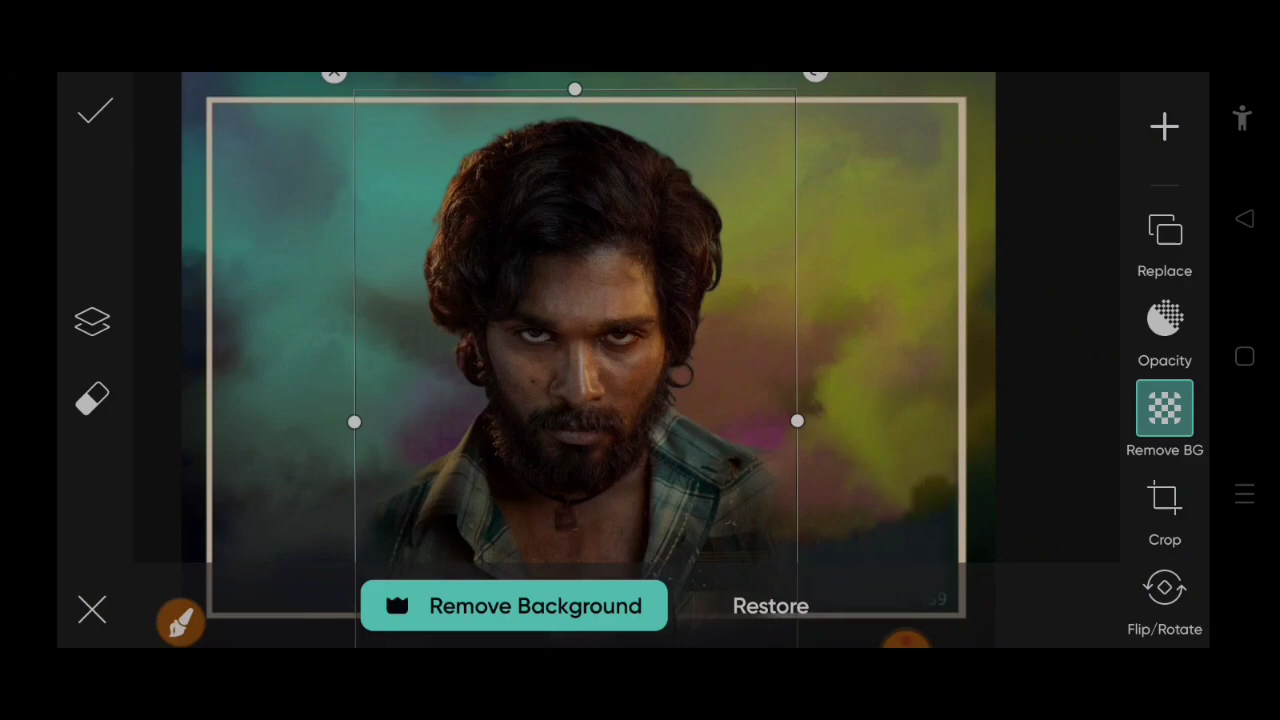 Replace
Opacity
Remove BG
Crop
Remove Background
Restore
Flip/Rotate